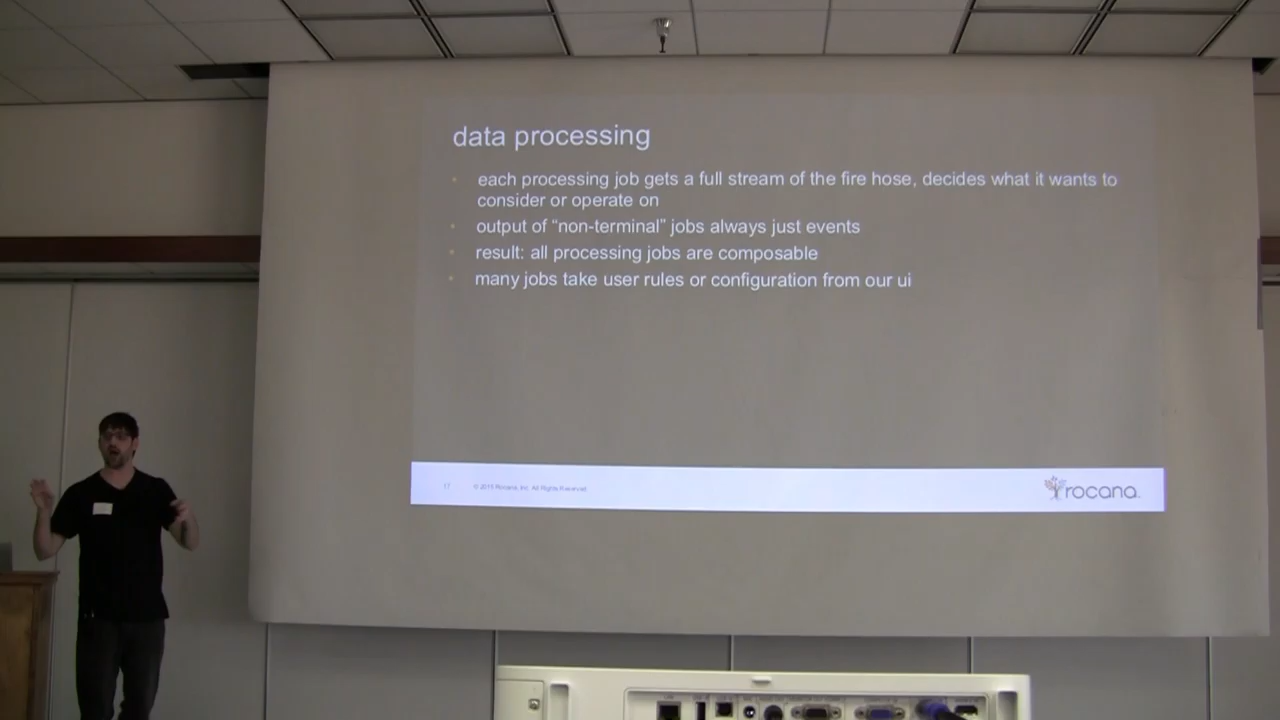 data processing
each processing job gets a full stream of the fire hose, decides what it wants to
consider or operate on
output of “non-terminal” jobs always just events
result: all processing jobs are composable
many jobs take user rules or configuration from our ui
17 © 2015 Rocana, Inc. All Rights Reserved.
rocana